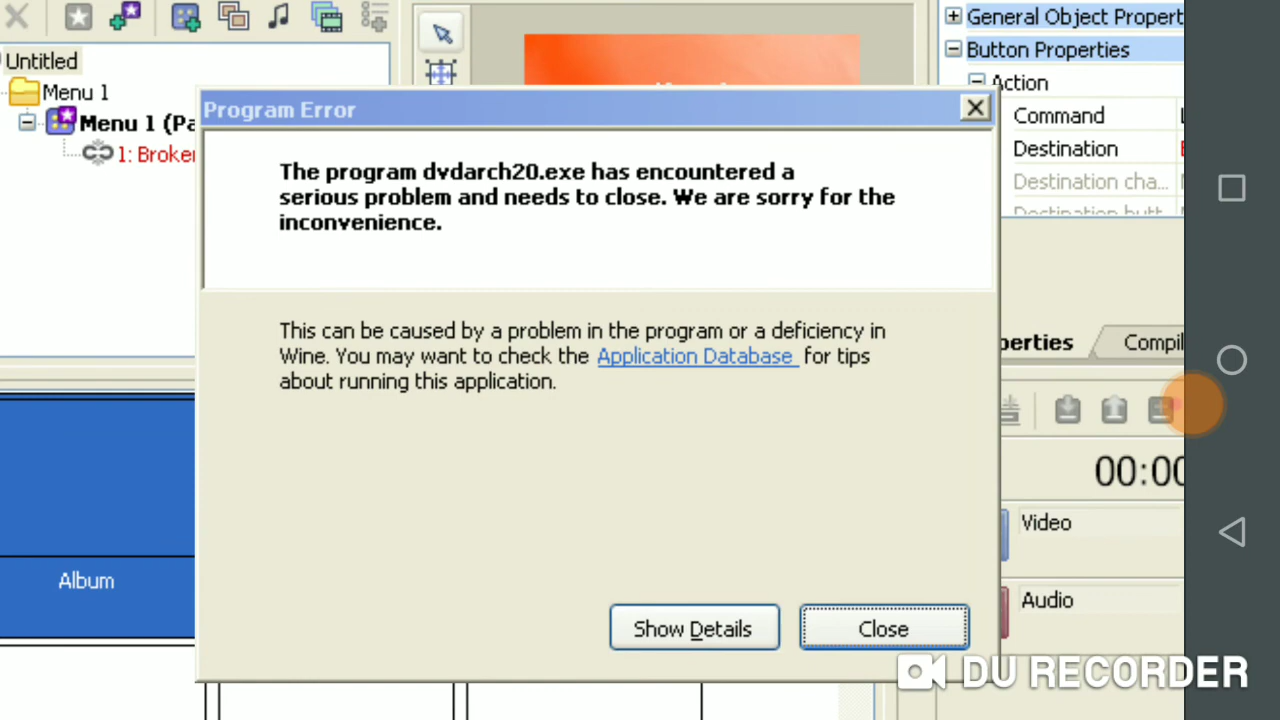 General Object Propert
Untitled
Button Properties
Action
Menu 1
Program Error
Command
Menu 1 (Pa
Destination
1: Broke
The program dvdarch20.exe has encountered a
serious problem and needs to close. We are sorry for the
inconvenience.
Destination cha...
Destination butt
This can be caused by a problem in the program or a deficiency in
Wine. You may want to check the Application Database for tips
about running this application.
perties
Compil
00:00
Video
Album
Audio
Show Details
Close
DU RECORDER